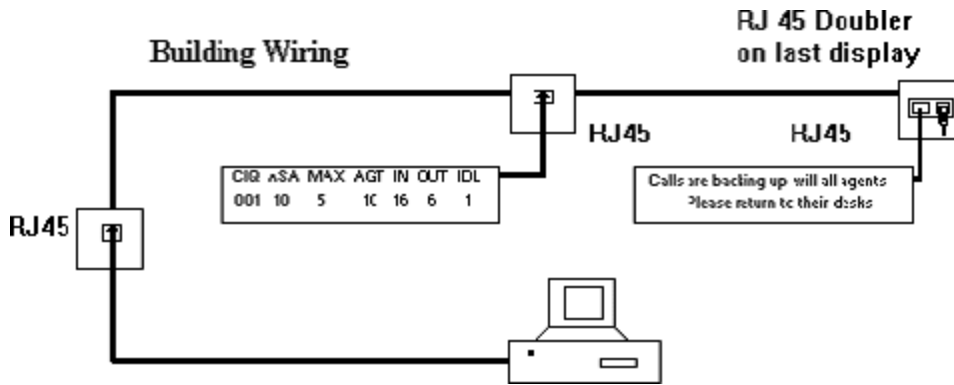 RJ 45 Doubler
on last display
Building Wiring
RJ45
RJ45
CIQ ASA MAX AGT IN OUT IDL
001 10 5 10 16 6 1
Calls are backing up will all agents
Please return to their desks
RJ45